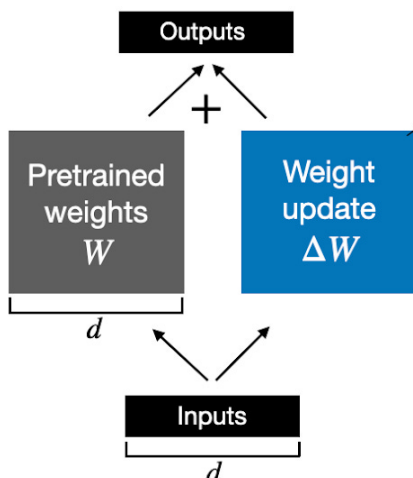 Outputs
+
Pretrained
weights
W
Weight
update
ΔW
d
Inputs
d